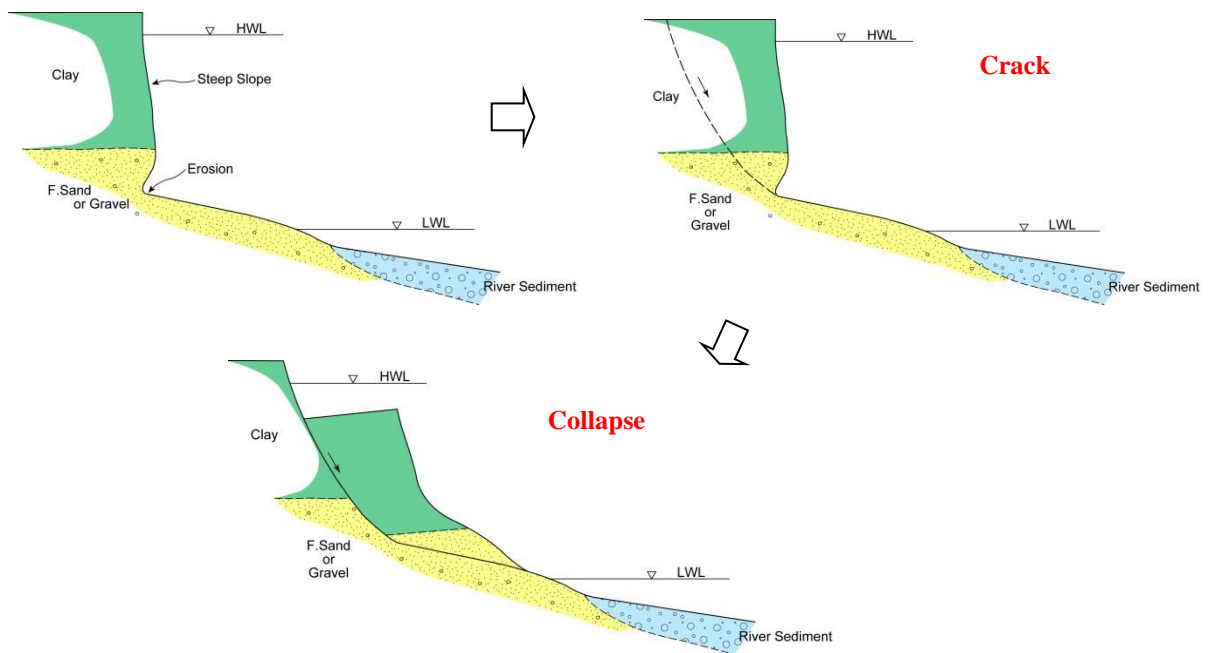 HWL
Clay
Steep Slope
Erosion
F.Sand
or Gravel
LWL
River Sediment
HWL
Crack
Clay
F.Sand
or
Gravel
LWL
River Sediment
HWL
Collapse
Clay
F.Sand
or
Gravel
LWL
River Sediment